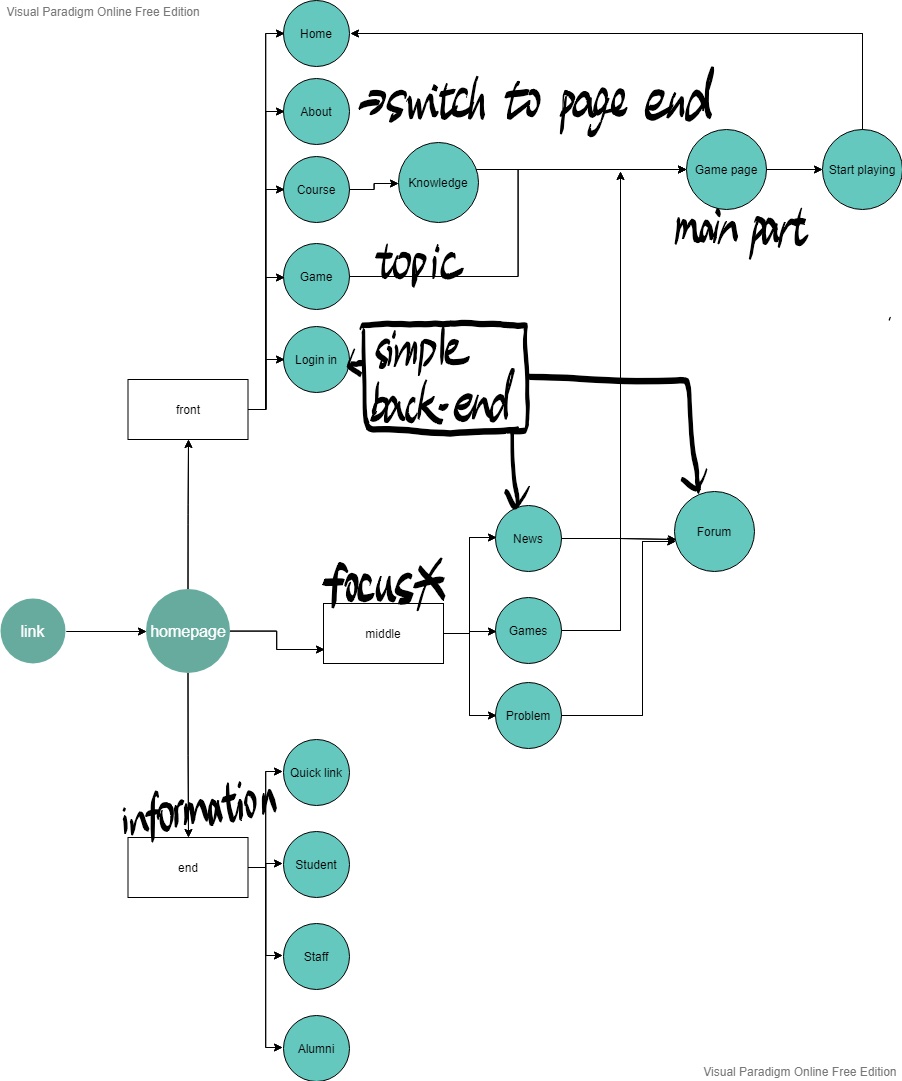 Visual Paradigm Online Free Edition
Home
About
→switch to page end
Course
Knowledge
Game page
Start playing
main part
Game
topic
Login in
simple
back-end
front
News
Forum
focus*
link
homepage
middle
Games
Problem
Quick link
information
end
Student
Staff
Alumni
Visual Paradigm Online Free Edition